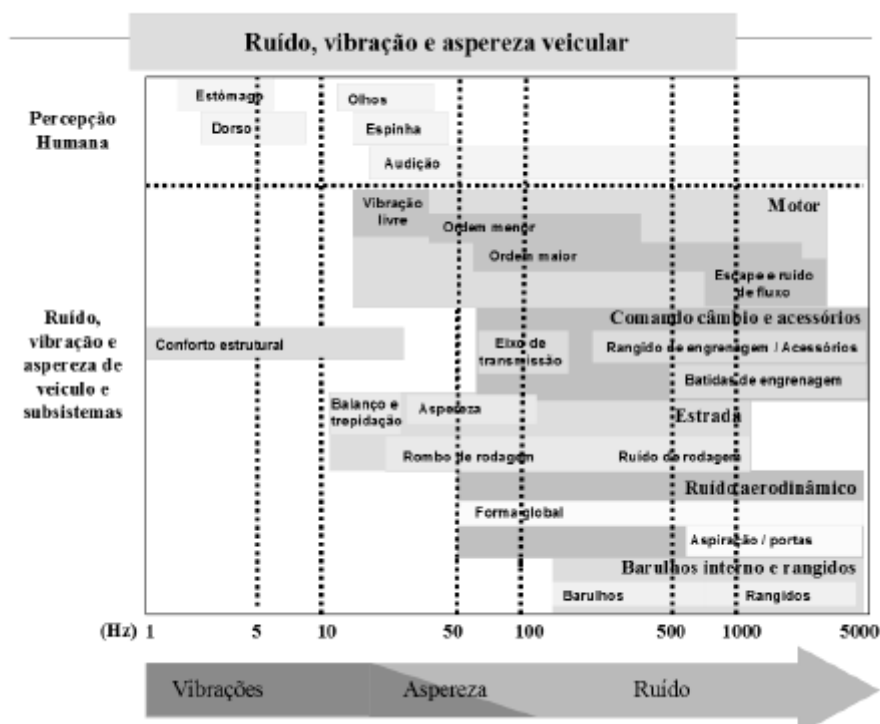 Ruído, vibração e aspereza veicular
Percepção
Humana
Estômago
Dorso
Olhos
Espinha
Audição
Ruído,
vibração e
aspereza de
veículo e
subsistemas
Vibração
livre
Motor
Ordem menor
Ordem maior
Escape e ruído
de fluxo
Comando câmbio e acessórios
Conforto estrutural
Eixo de
transmissão
Rangido de engrenagem / Acessórios
Batidas de engrenagem
Balanço e
trepidação
Aspereza
Estrada
Rombo de rodagem
Ruído de rodagem
Ruído aerodinâmico
Forma global
Aspiração / portas
Barulhos interno e rangidos
Barulhos
Rangidos
(Hz) 1 5 10 50 100 500 1000 5000
Vibrações Aspereza Ruído